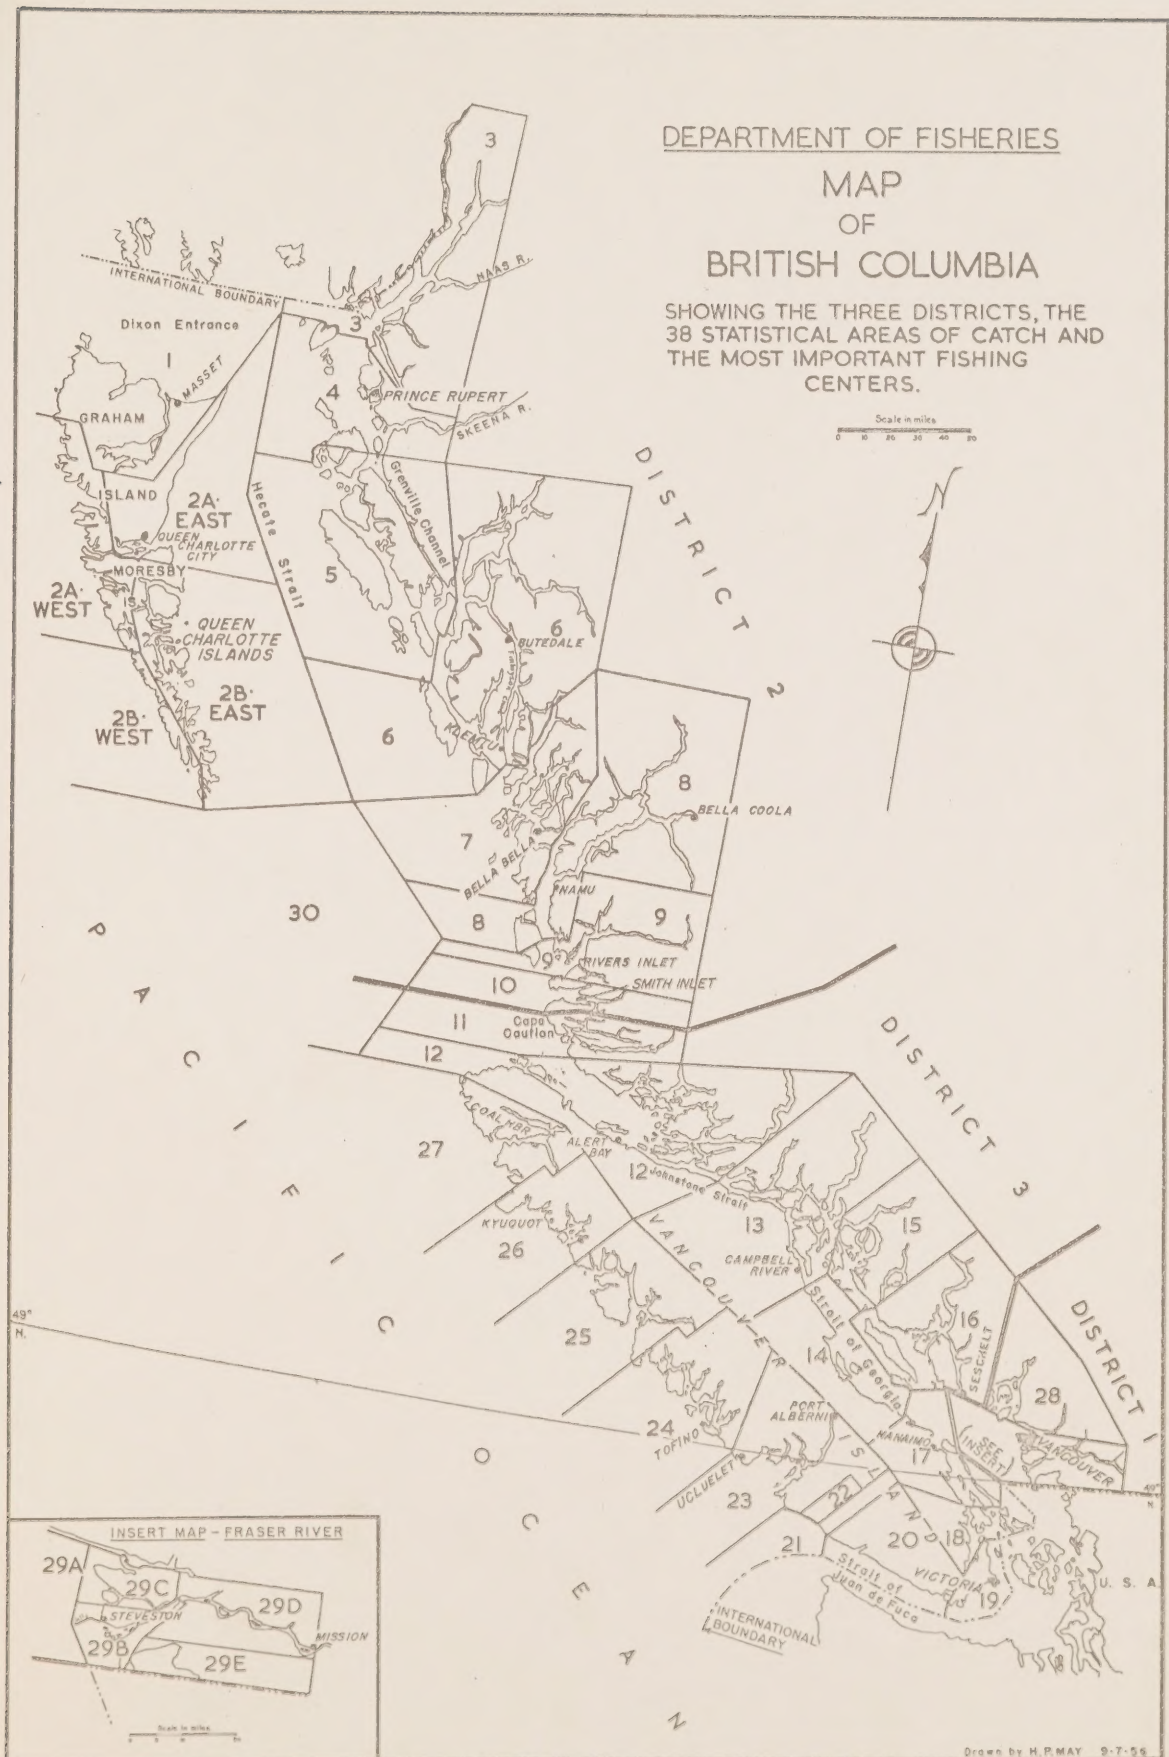 DEPARTMENT OF FISHERIES
MAP
OF
BRITISH COLUMBIA
SHOWING THE THREE DISTRICTS, THE
38 STATISTICAL AREAS OF CATCH AND
THE MOST IMPORTANT FISHING
CENTERS.
Scale in miles
0 10 20 30 40 50
N
3
NAAS R.
INTERNATIONAL BOUNDARY
3
Dixon Entrance
1
MASSET
4
PRINCE RUPERT
SKEENA R.
GRAHAM
ISLAND
2A·
EAST
QUEEN
CHARLOTTE
CITY
Hecate Strait
Grenville Channel
5
MORESBY
IS.
2A·
WEST
QUEEN
CHARLOTTE
ISLANDS
6
BUTEDALE
2B·
EAST
2B·
WEST
6
KLEMTU
DISTRICT 2
8
BELLA COOLA
7
BELLA BELLA
NAMU
30
8
9
9
RIVERS INLET
10
SMITH INLET
11
Cape
Caution
12
COAL HBR.
ALERT
BAY
27
12
Johnstone Strait
DISTRICT 3
KYUQUOT
26
VANCOUVER ISLAND
13
15
CAMPBELL
RIVER
25
Strait of Georgia
16
SESCHELT
14
28
DISTRICT 1
49°
N.
PORT
ALBERNI
24
TOFINO
NANAIMO
17
(SEE
INSERT)
VANCOUVER
49°
N.
UCLUELET
23
22
21
20
18
VICTORIA
19
Strait of
Juan de Fuca
U. S. A.
INTERNATIONAL
BOUNDARY
PACIFIC OCEAN
INSERT MAP - FRASER RIVER
29A
29C
STEVESTON
29D
29B
29E
MISSION
Scale in miles
Drawn by H.P. MAY 9-7-56